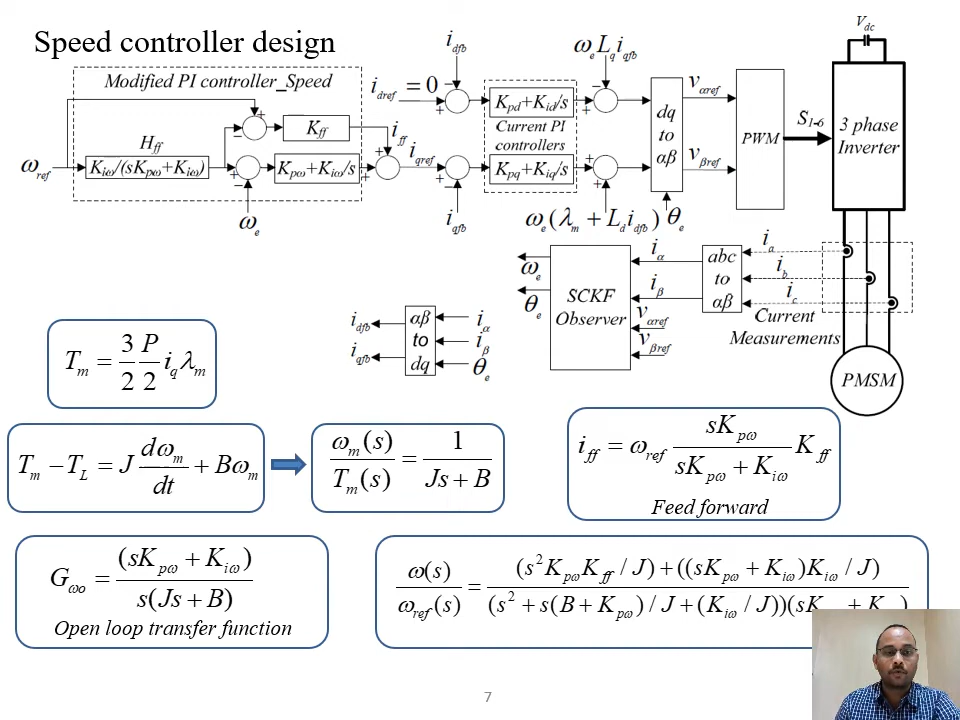 Speed controller design
Modified PI controller_Speed
ω_ref
H_ff
K_iω/(sK_pω+K_iω)
K_ff
K_pω+K_iω/s
ω_e
i_ff
i_qref
i_dref = 0
i_dfb
i_qfb
K_pd+K_id/s
Current PI
controllers
K_pq+K_iq/s
ω_e L_q i_qfb
ω_e(λ_m + L_d i_dfb)
θ_e
dq
to
αβ
v_αref
v_βref
PWM
S_1-6
V_dc
3 phase
Inverter
i_a
i_b
i_c
Current
Measurements
PMSM
abc
to
αβ
i_α
i_β
v_αref
v_βref
SCKF
Observer
ω_e
θ_e
i_dfb
i_qfb
αβ
to
dq
i_α
i_β
θ_e
T_m = 3/2 P/2 i_q λ_m
T_m − T_L = J dω_m/dt + Bω_m
ω_m(s)/T_m(s) = 1/(Js + B)
i_ff = ω_ref sK_pω/(sK_pω + K_iω) K_ff
Feed forward
G_ωo = (sK_pω + K_iω)/s(Js + B)
Open loop transfer function
ω(s)/ω_ref(s) = (s² K_pω K_ff / J) + ((sK_pω + K_iω)K_iω / J)
(s² + s(B + K_pω) / J + (K_iω / J))(sK + K )
7